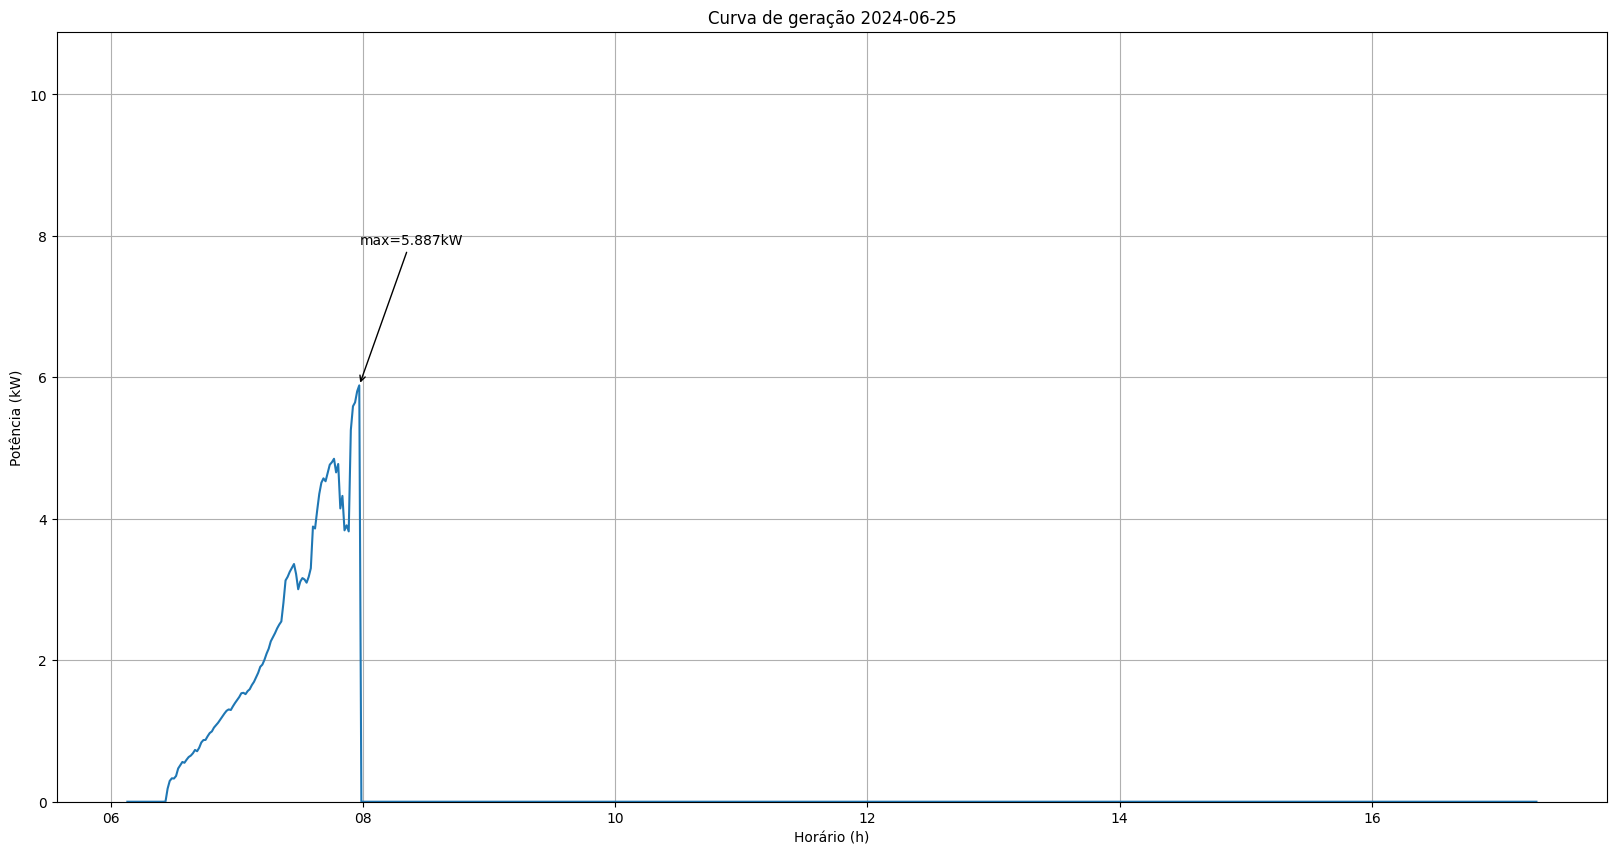 Curva de geração 2024-06-25
10
8
6
4
2
0
max=5.887kW
Potência (kW)
06 08 10 12 14 16
Horário (h)